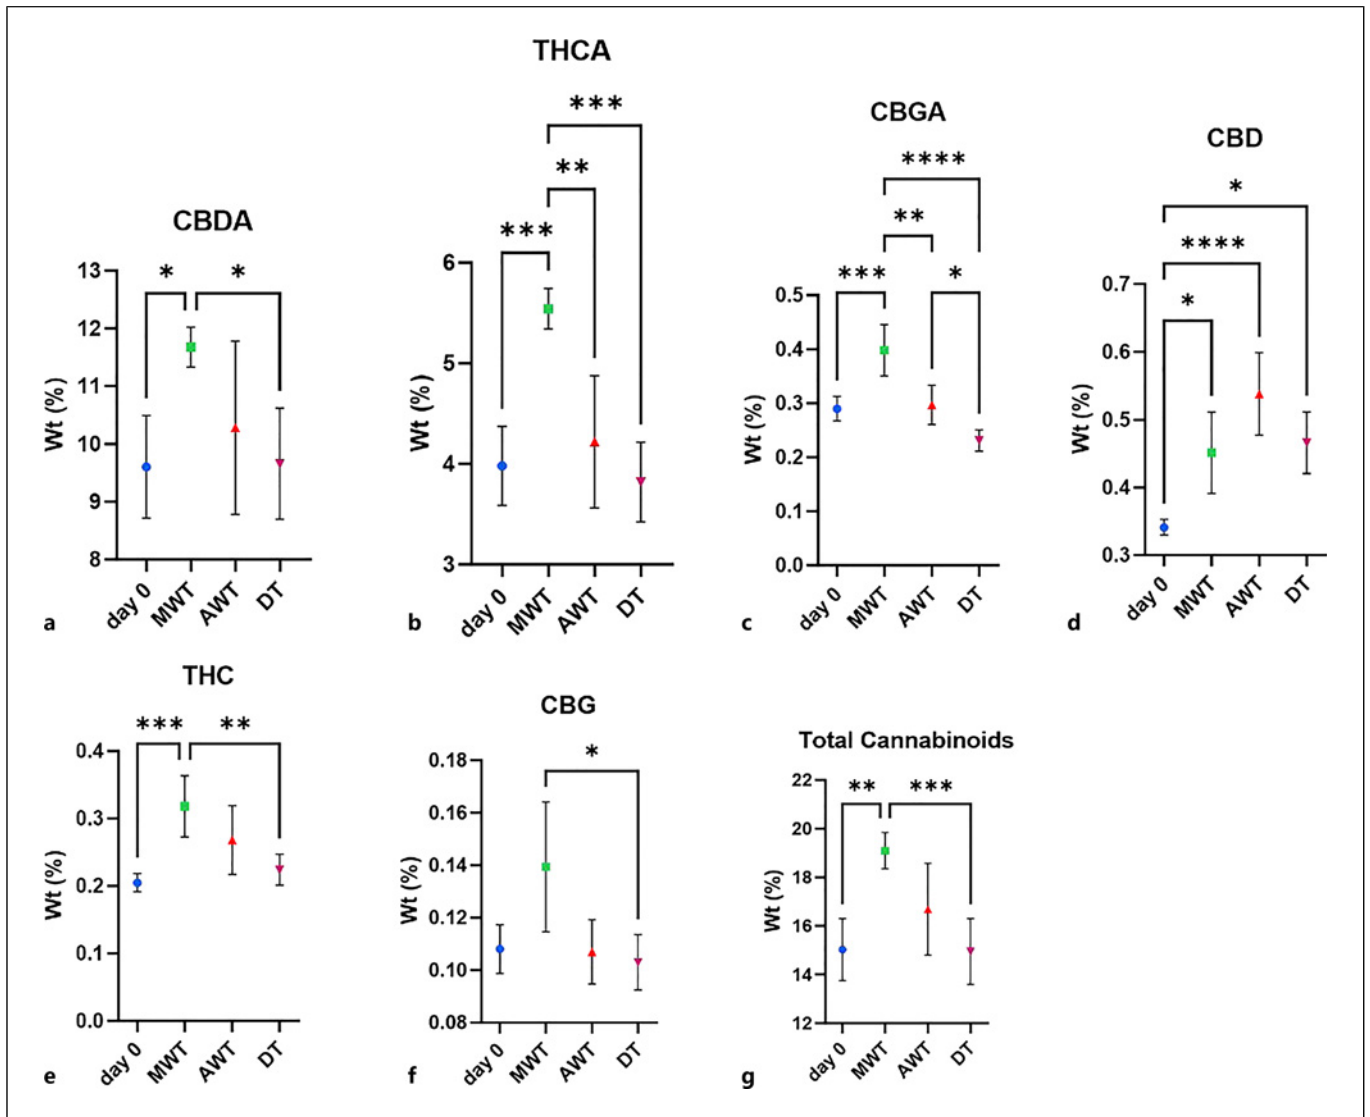 CBDA
* *
Wt (%)
13
12
11
10
9
8
day 0 MWT AWT DT
a
THCA
***
**
***
Wt (%)
6
5
4
3
day 0 MWT AWT DT
b
CBGA
****
**
*** *
Wt (%)
0.5
0.4
0.3
0.2
0.1
0.0
day 0 MWT AWT DT
c
CBD
*
****
*
Wt (%)
0.7
0.6
0.5
0.4
0.3
day 0 MWT AWT DT
d
THC
*** **
Wt (%)
0.4
0.3
0.2
0.1
0.0
day 0 MWT AWT DT
e
CBG
*
Wt (%)
0.18
0.16
0.14
0.12
0.10
0.08
day 0 MWT AWT DT
f
Total Cannabinoids
** ***
Wt (%)
22
20
18
16
14
12
day 0 MWT AWT DT
g